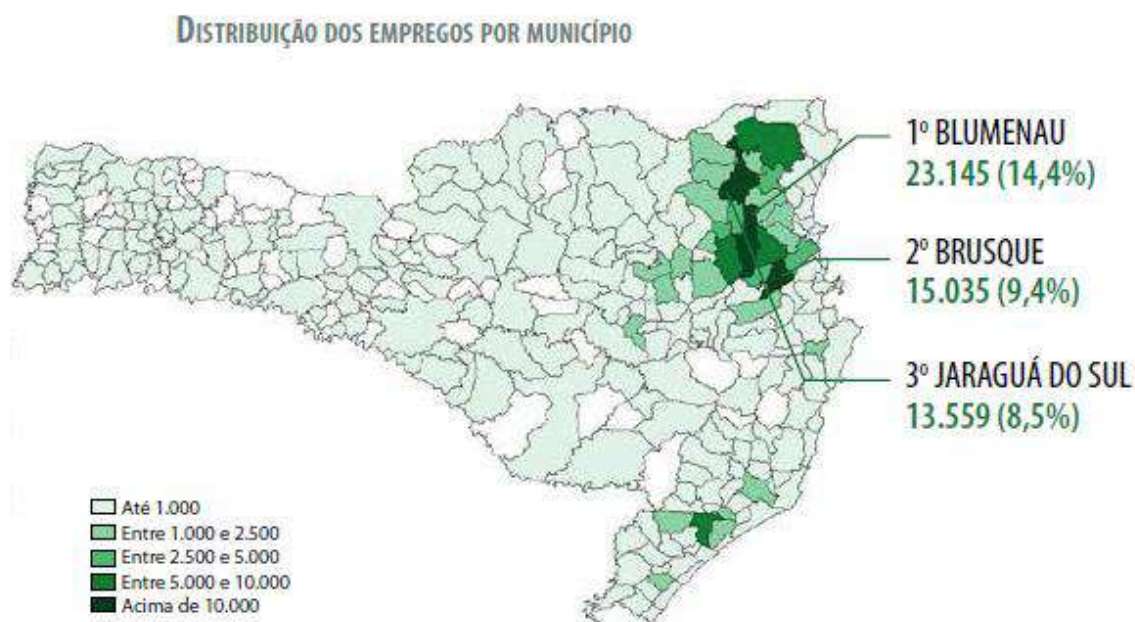 DISTRIBUIÇÃO DOS EMPREGOS POR MUNICÍPIO
1º BLUMENAU
23.145 (14,4%)
2º BRUSQUE
15.035 (9,4%)
3º JARAGUÁ DO SUL
13.559 (8,5%)
Até 1.000
Entre 1.000 e 2.500
Entre 2.500 e 5.000
Entre 5.000 e 10.000
Acima de 10.000